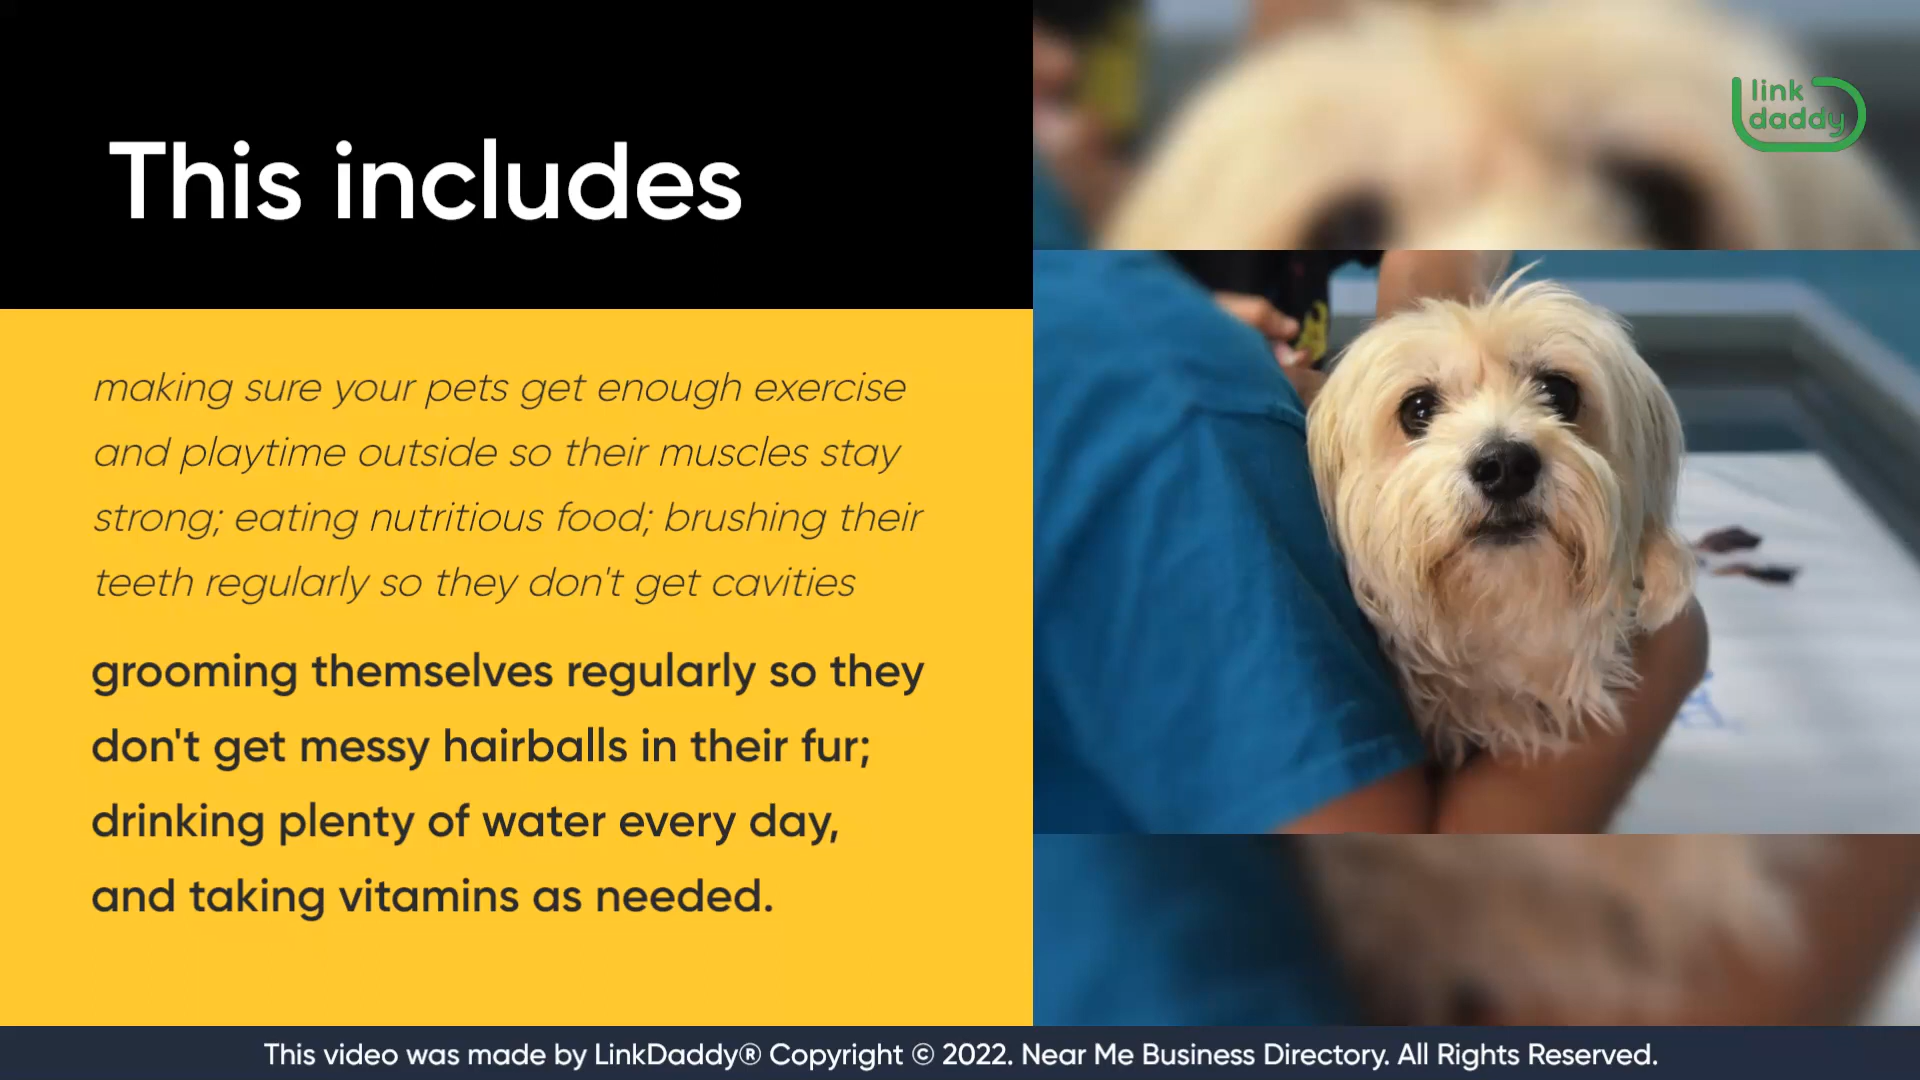 This includes
making sure your pets get enough exercise
and playtime outside so their muscles stay
strong; eating nutritious food; brushing their
teeth regularly so they don't get cavities
grooming themselves regularly so they
don't get messy hairballs in their fur;
drinking plenty of water every day,
and taking vitamins as needed.
link
daddy
This video was made by LinkDaddy® Copyright © 2022. Near Me Business Directory. All Rights Reserved.